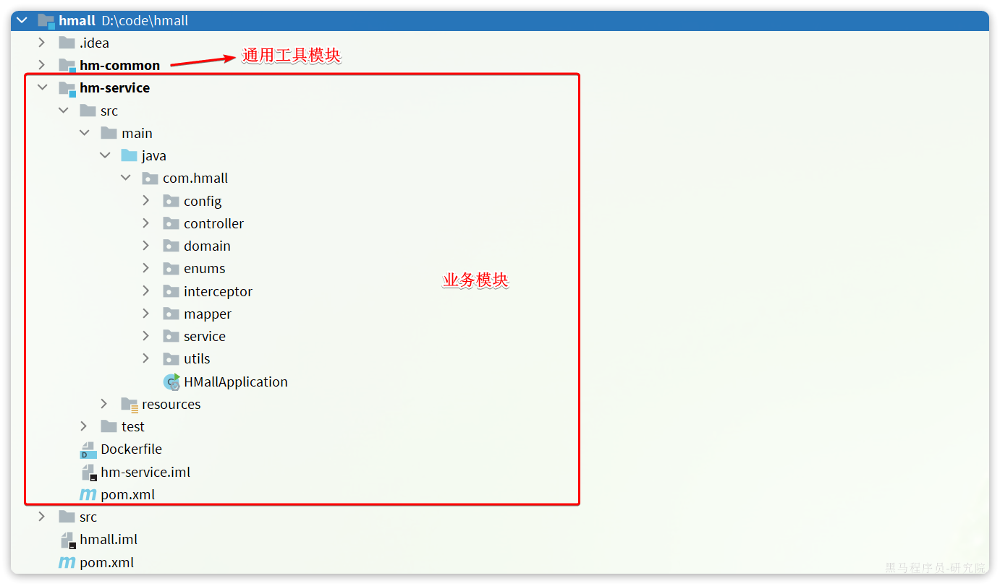 hmall D:\code\hmall
.idea
hm-common
通用工具模块
hm-service
src
main
java
com.hmall
config
controller
domain
enums
业务模块
interceptor
mapper
service
utils
HMallApplication
resources
test
Dockerfile
hm-service.iml
pom.xml
src
hmall.iml
pom.xml
黑马程序员-研究院